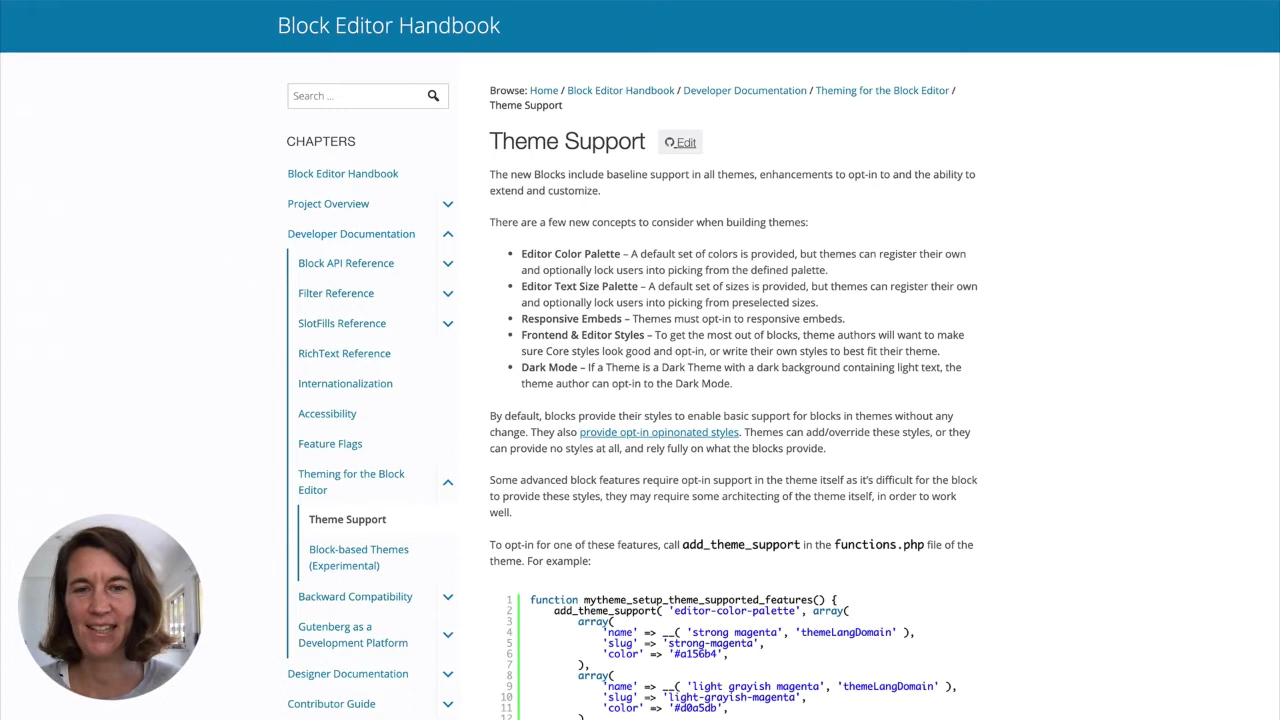 Block Editor Handbook
Search ...
CHAPTERS
Block Editor Handbook
Project Overview
Developer Documentation
Block API Reference
Filter Reference
SlotFills Reference
RichText Reference
Internationalization
Accessibility
Feature Flags
Theming for the Block
Editor
Theme Support
Block-based Themes
(Experimental)
Backward Compatibility
Gutenberg as a
Development Platform
Designer Documentation
Contributor Guide
Browse: Home / Block Editor Handbook / Developer Documentation / Theming for the Block Editor /
Theme Support
Theme Support Edit
The new Blocks include baseline support in all themes, enhancements to opt-in to and the ability to
extend and customize.
There are a few new concepts to consider when building themes:
• Editor Color Palette – A default set of colors is provided, but themes can register their own
and optionally lock users into picking from the defined palette.
• Editor Text Size Palette – A default set of sizes is provided, but themes can register their own
and optionally lock users into picking from preselected sizes.
• Responsive Embeds – Themes must opt-in to responsive embeds.
• Frontend & Editor Styles – To get the most out of blocks, theme authors will want to make
sure Core styles look good and opt-in, or write their own styles to best fit their theme.
• Dark Mode – If a Theme is a Dark Theme with a dark background containing light text, the
theme author can opt-in to the Dark Mode.
By default, blocks provide their styles to enable basic support for blocks in themes without any
change. They also provide opt-in opinonated styles. Themes can add/override these styles, or they
can provide no styles at all, and rely fully on what the blocks provide.
Some advanced block features require opt-in support in the theme itself as it's difficult for the block
to provide these styles, they may require some architecting of the theme itself, in order to work
well.
To opt-in for one of these features, call add_theme_support in the functions.php file of the
theme. For example:
1 function mytheme_setup_theme_supported_features() {
2 add_theme_support( 'editor-color-palette', array(
3 array(
4 'name' => __( 'strong magenta', 'themeLangDomain' ),
5 'slug' => 'strong-magenta',
6 'color' => '#a156b4',
7 ),
8 array(
9 'name' => __( 'light grayish magenta', 'themeLangDomain' ),
10 'slug' => 'light-grayish-magenta',
11 'color' => '#d0a5db',
12 ),